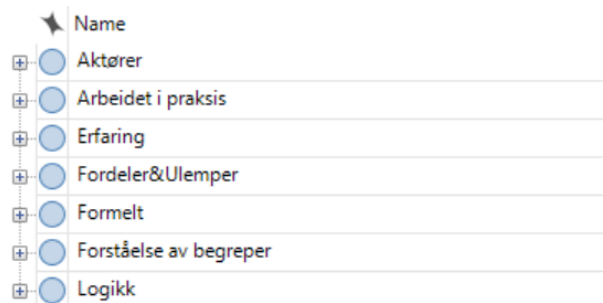 Name
Aktører
Arbeidet i praksis
Erfaring
Fordeler&Ulemper
Formelt
Forståelse av begreper
Logikk